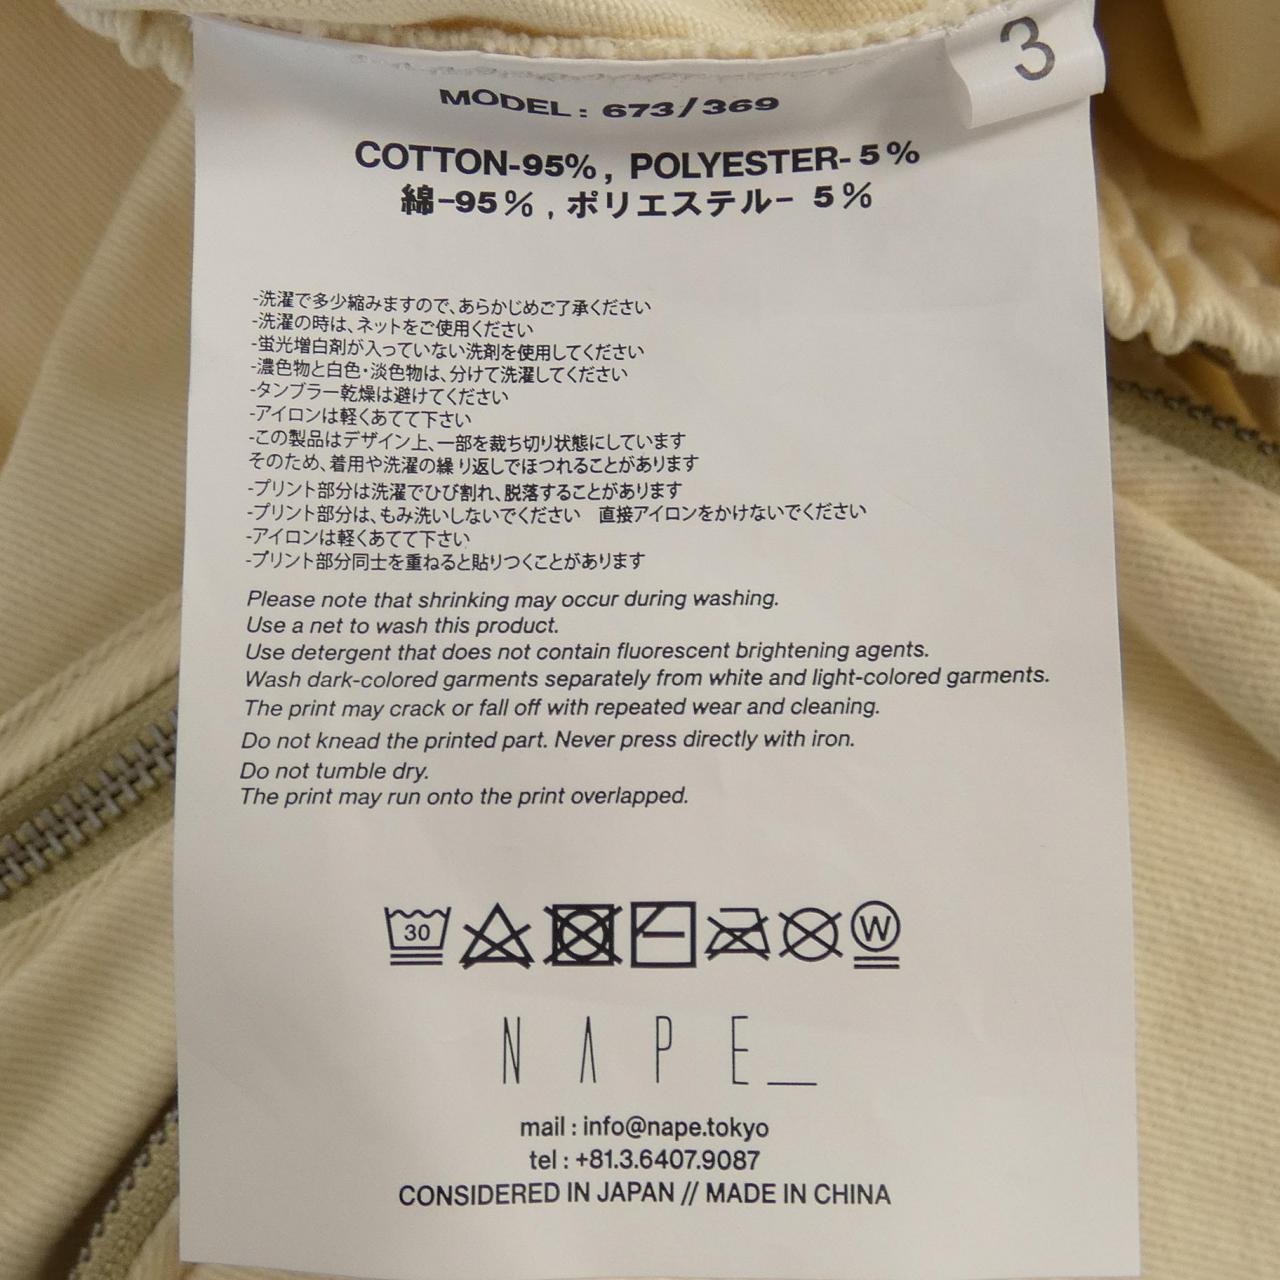 3
MODEL : 673/369
COTTON-95%, POLYESTER- 5%
綿-95%, ポリエステル- 5%
-洗濯で多少縮みますので、あらかじめご了承ください
-洗濯の時は、ネットをご使用ください
-蛍光増白剤が入っていない洗剤を使用してください
-濃色物と白色・淡色物は、分けて洗濯してください
-タンブラー乾燥は避けてください
-アイロンは軽くあてて下さい
-この製品はデザイン上、一部を裁ち切り状態にしています
そのため、着用や洗濯の繰り返しでほつれることがあります
-プリント部分は洗濯でひび割れ、脱落することがあります
-プリント部分は、もみ洗いしないでください　直接アイロンをかけないでください
-アイロンは軽くあてて下さい
-プリント部分同士を重ねると貼りつくことがあります
Please note that shrinking may occur during washing.
Use a net to wash this product.
Use detergent that does not contain fluorescent brightening agents.
Wash dark-colored garments separately from white and light-colored garments.
The print may crack or fall off with repeated wear and cleaning.
Do not knead the printed part. Never press directly with iron.
Do not tumble dry.
The print may run onto the print overlapped.
30 W
NAPE_
mail : info@nape.tokyo
tel : +81.3.6407.9087
CONSIDERED IN JAPAN // MADE IN CHINA